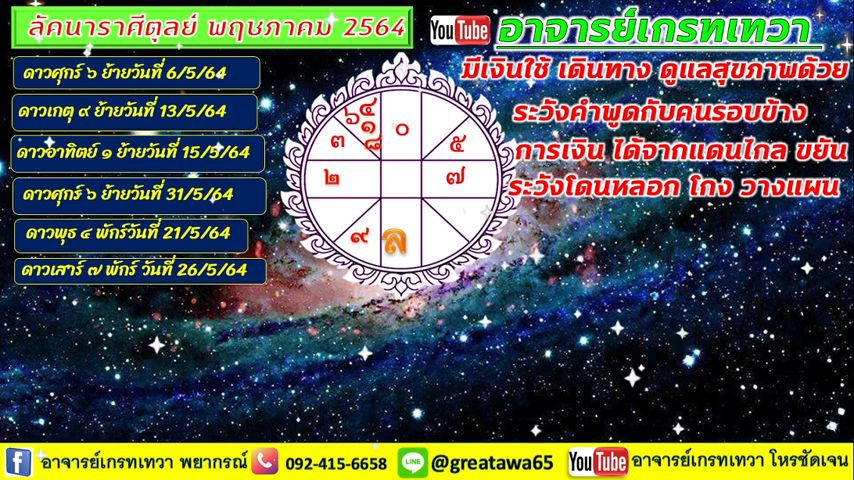 ลัคนาราศีตุลย์ พฤษภาคม 2564
YouTube อาจารย์เกรทเทวา
ดาวศุกร์ ๖ ย้ายวันที่ 6/5/64
ดาวเกตุ ๙ ย้ายวันที่ 13/5/64
ดาวอาทิตย์ ๑ ย้ายวันที่ 15/5/64
ดาวศุกร์ ๖ ย้ายวันที่ 31/5/64
ดาวพุธ ๔ พักร์วันที่ 21/5/64
ดาวเสาร์ ๗ พักร์ วันที่ 26/5/64
๖ ๔
๑
๘
๐
๓
๕
๒
๗
๙
ล
มีเงินใช้ เดินทาง ดูแลสุขภาพด้วย
ระวังคำพูดกับคนรอบข้าง
การเงิน ได้จากแดนไกล ขยัน
ระวังโดนหลอก โกง วางแผน
f อาจารย์เกรทเทวา พยากรณ์ 092-415-6658 LINE @greatawa65 YouTube อาจารย์เกรทเทวา โหรชัดเจน